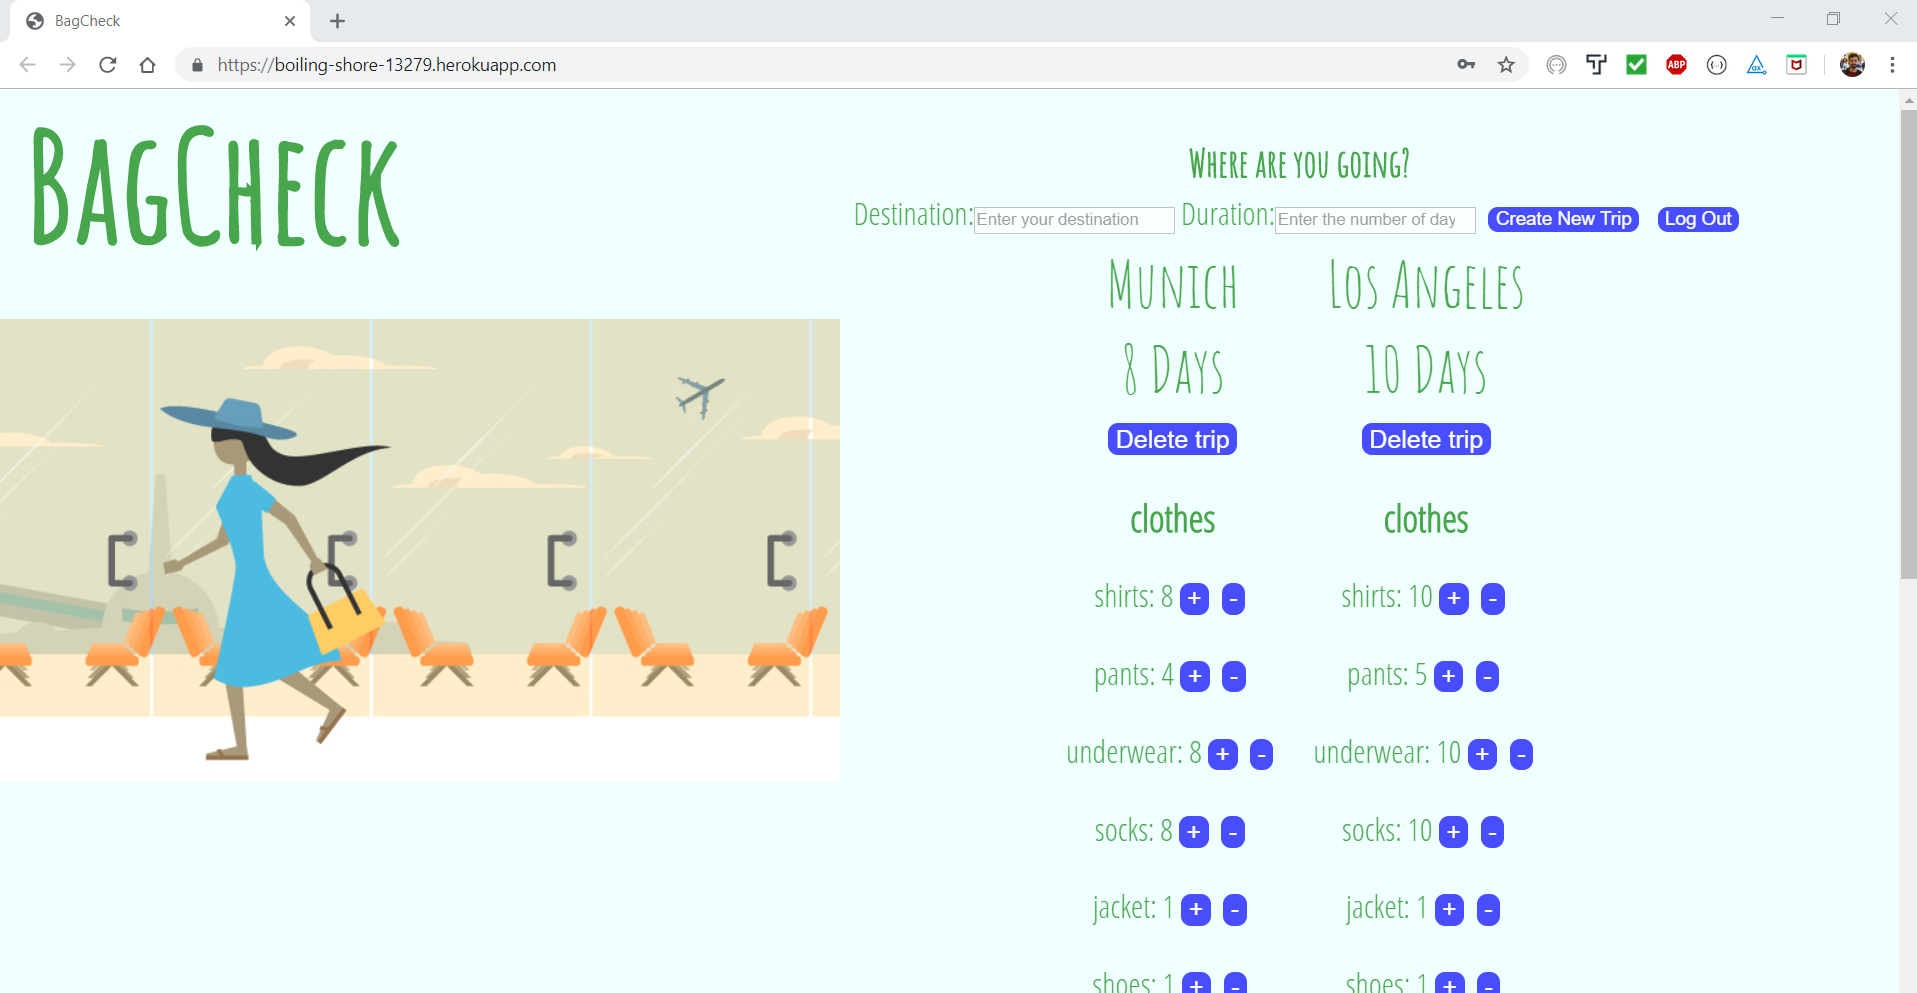 BagCheck
https://boiling-shore-13279.herokuapp.com
ABP
BagCheck
Where are you going?
Destination: Enter your destination Duration: Enter the number of day Create New Trip Log Out
Munich Los Angeles
8 Days 10 Days
Delete trip Delete trip
clothes clothes
shirts: 8 + - shirts: 10 + -
pants: 4 + - pants: 5 + -
underwear: 8 + - underwear: 10 + -
socks: 8 + - socks: 10 + -
jacket: 1 + - jacket: 1 + -
shoes: 1 + - shoes: 1 + -